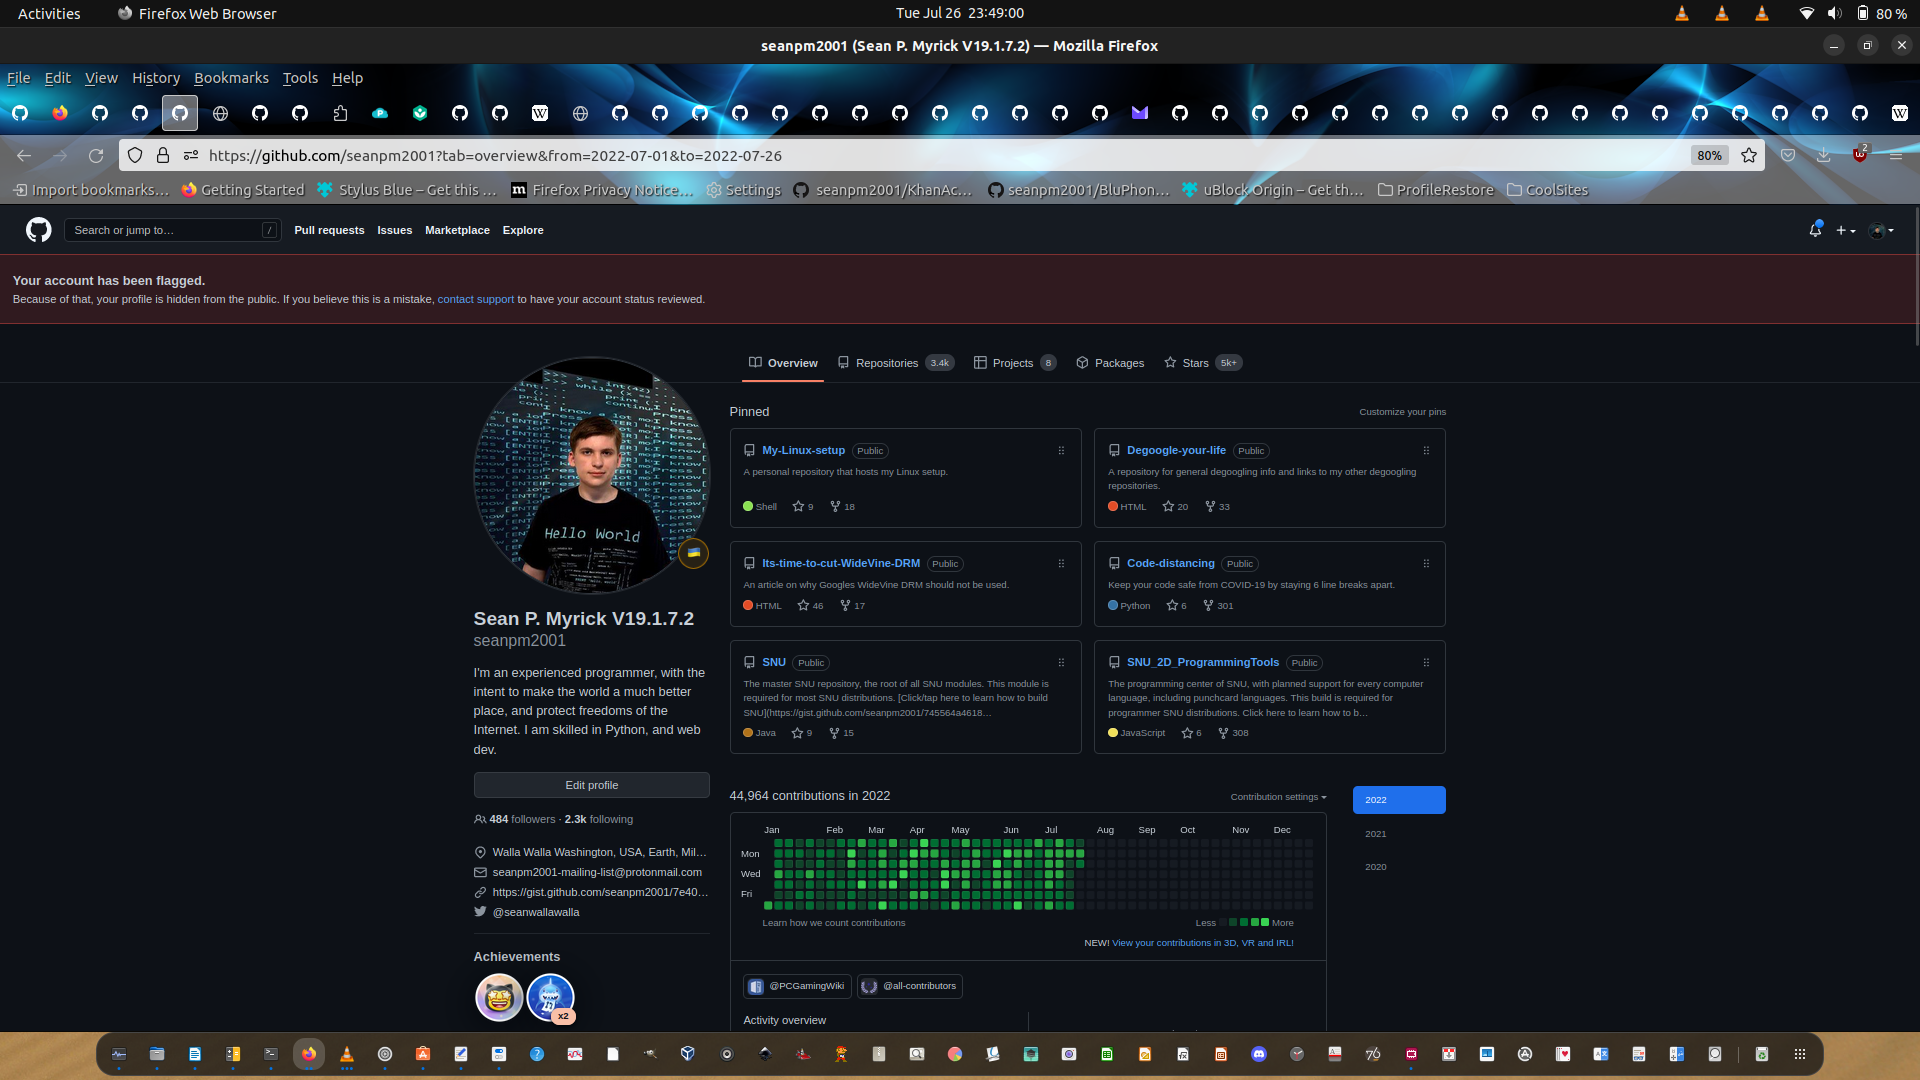 Activities
Firefox Web Browser
Tue Jul 26  23:49:00
80 %
seanpm2001 (Sean P. Myrick V19.1.7.2) — Mozilla Firefox
File Edit View History Bookmarks Tools Help
https://github.com/seanpm2001?tab=overview&from=2022-07-01&to=2022-07-26
80%
2
Import bookmarks…
Getting Started
Stylus Blue – Get this …
Firefox Privacy Notice…
Settings
seanpm2001/KhanAc…
seanpm2001/BluPhon…
uBlock Origin – Get th…
ProfileRestore
CoolSites
Search or jump to…
/
Pull requests
Issues
Marketplace
Explore
Your account has been flagged.
Because of that, your profile is hidden from the public. If you believe this is a mistake, contact support to have your account status reviewed.
Overview
Repositories 3.4k
Projects 8
Packages
Stars 5k+
Hello World
Sean P. Myrick V19.1.7.2
seanpm2001
I'm an experienced programmer, with the
intent to make the world a much better
place, and protect freedoms of the
Internet. I am skilled in Python, and web
dev.
Edit profile
484 followers · 2.3k following
Walla Walla Washington, USA, Earth, Mil…
seanpm2001-mailing-list@protonmail.com
https://gist.github.com/seanpm2001/7e40…
@seanwallawalla
Achievements
x2
Pinned
Customize your pins
My-Linux-setup Public
A personal repository that hosts my Linux setup.
Shell 9 18
Degoogle-your-life Public
A repository for general degoogling info and links to my other degoogling
repositories.
HTML 20 33
Its-time-to-cut-WideVine-DRM Public
An article on why Googles WideVine DRM should not be used.
HTML 46 17
Code-distancing Public
Keep your code safe from COVID-19 by staying 6 line breaks apart.
Python 6 301
SNU Public
The master SNU repository, the root of all SNU modules. This module is
required for most SNU distributions. [Click/tap here to learn how to build
SNU](https://gist.github.com/seanpm2001/745564a4618…
Java 9 15
SNU_2D_ProgrammingTools Public
The programming center of SNU, with planned support for every computer
language, including punchcard languages. This build is required for
programmer SNU distributions. Click here to learn how to b…
JavaScript 6 308
44,964 contributions in 2022
Contribution settings
2022
2021
2020
Jan Feb Mar Apr May Jun Jul Aug Sep Oct Nov Dec
Mon
Wed
Fri
Learn how we count contributions
Less More
NEW! View your contributions in 3D, VR and IRL!
@PCGamingWiki
@all-contributors
Activity overview